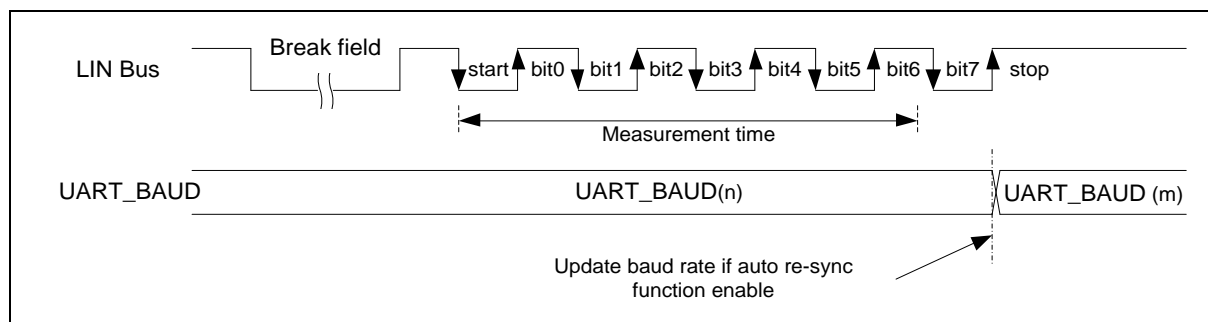 Break field
LIN Bus
start bit0 bit1 bit2 bit3 bit4 bit5 bit6 bit7 stop
Measurement time
UART_BAUD UART_BAUD(n) UART_BAUD (m)
Update baud rate if auto re-sync
function enable